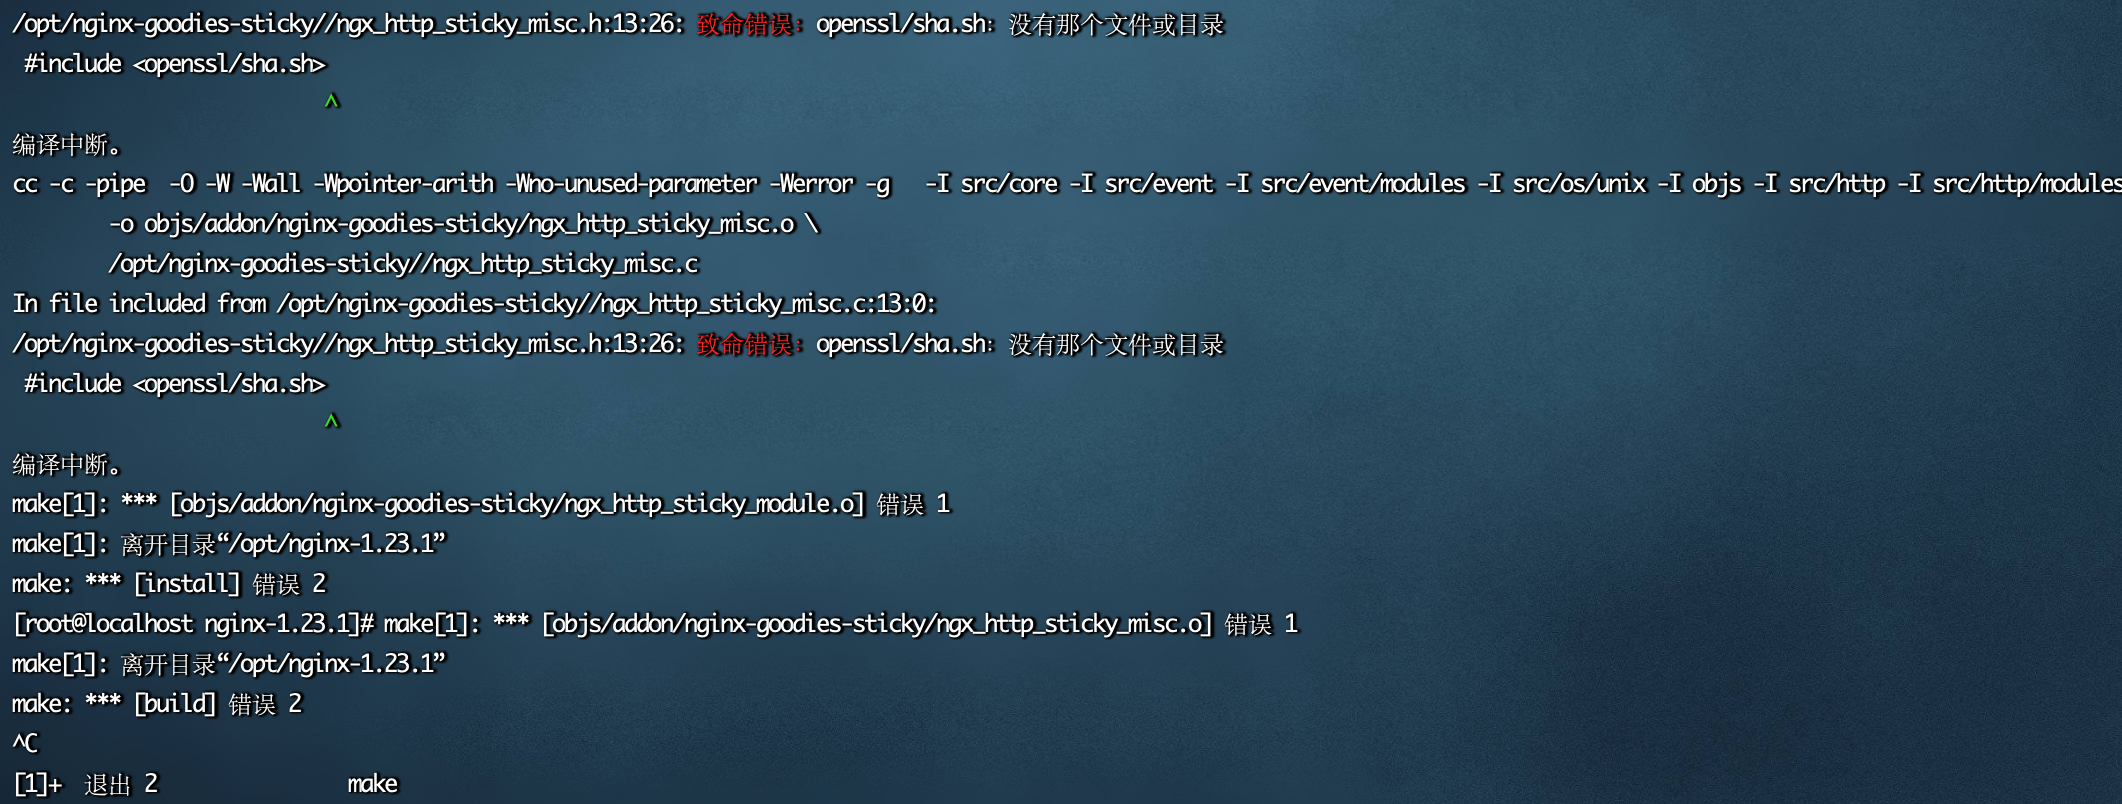 /opt/nginx-goodies-sticky//ngx_http_sticky_misc.h:13:26: 致命错误：openssl/sha.sh：没有那个文件或目录
 #include <openssl/sha.sh>
                          ^
编译中断。
cc -c -pipe  -O -W -Wall -Wpointer-arith -Wno-unused-parameter -Werror -g   -I src/core -I src/event -I src/event/modules -I src/os/unix -I objs -I src/http -I src/http/modules
        -o objs/addon/nginx-goodies-sticky/ngx_http_sticky_misc.o \
        /opt/nginx-goodies-sticky//ngx_http_sticky_misc.c
In file included from /opt/nginx-goodies-sticky//ngx_http_sticky_misc.c:13:0:
/opt/nginx-goodies-sticky//ngx_http_sticky_misc.h:13:26: 致命错误：openssl/sha.sh：没有那个文件或目录
 #include <openssl/sha.sh>
                          ^
编译中断。
make[1]: *** [objs/addon/nginx-goodies-sticky/ngx_http_sticky_module.o] 错误 1
make[1]: 离开目录“/opt/nginx-1.23.1”
make: *** [install] 错误 2
[root@localhost nginx-1.23.1]# make[1]: *** [objs/addon/nginx-goodies-sticky/ngx_http_sticky_misc.o] 错误 1
make[1]: 离开目录“/opt/nginx-1.23.1”
make: *** [build] 错误 2
^C
[1]+  退出 2                make